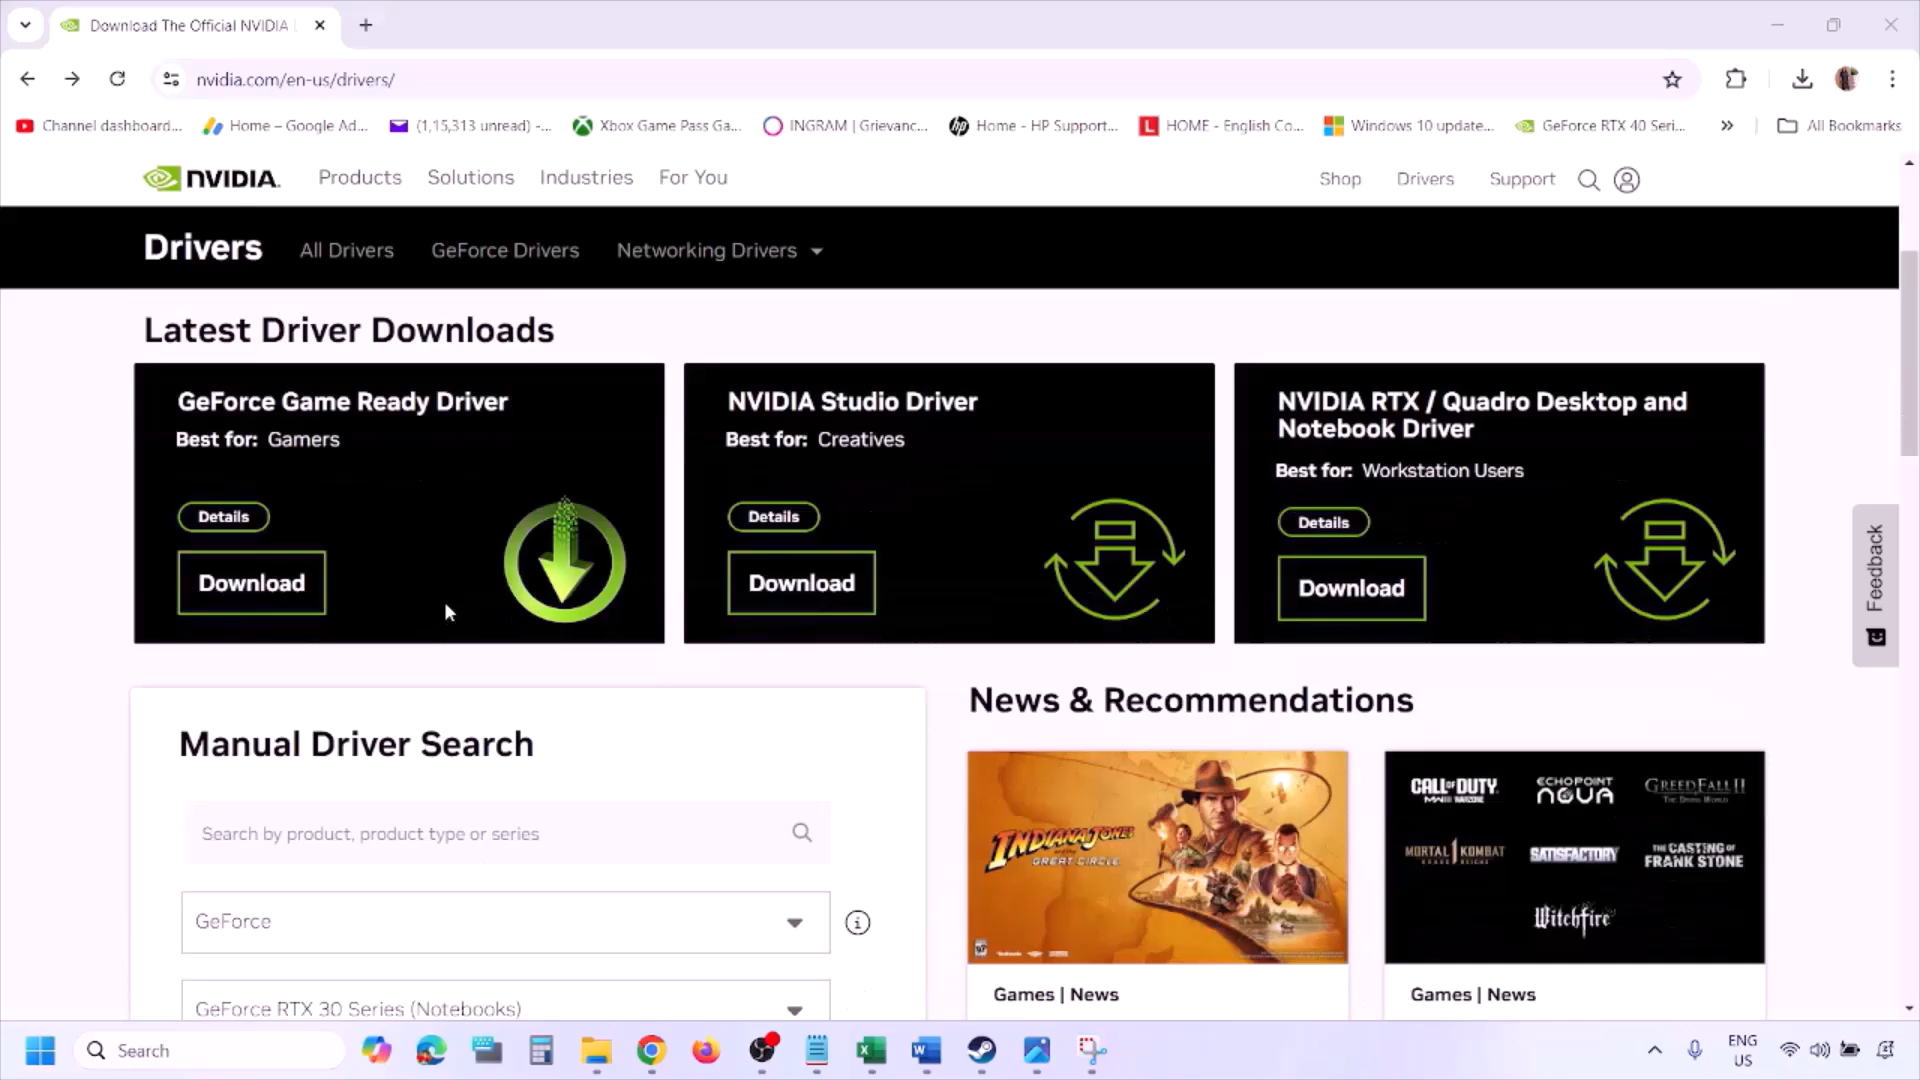 Download The Official NVIDIA
nvidia.com/en-us/drivers/
Channel dashboard...
Home – Google Ad...
(1,15,313 unread) -...
Xbox Game Pass Ga...
INGRAM | Grievanc...
Home - HP Support...
HOME - English Co...
Windows 10 update...
GeForce RTX 40 Seri...
All Bookmarks
NVIDIA.
Products
Solutions
Industries
For You
Shop
Drivers
Support
Drivers
All Drivers
GeForce Drivers
Networking Drivers
Latest Driver Downloads
GeForce Game Ready Driver
Best for: Gamers
Details
Download
NVIDIA Studio Driver
Best for: Creatives
Details
Download
NVIDIA RTX / Quadro Desktop and
Notebook Driver
Best for: Workstation Users
Details
Download
Feedback
Manual Driver Search
Search by product, product type or series
GeForce
GeForce RTX 30 Series (Notebooks)
News & Recommendations
INDIANA JONES
GREAT CIRCLE
Games | News
CALL OF DUTY
ECHOPOINT
NOVA
GREEDFALL II
THE DYING WORLD
MORTAL KOMBAT 1
SATISFACTORY
THE CASTING OF
FRANK STONE
Witchfire
Games | News
Search
ENG
US